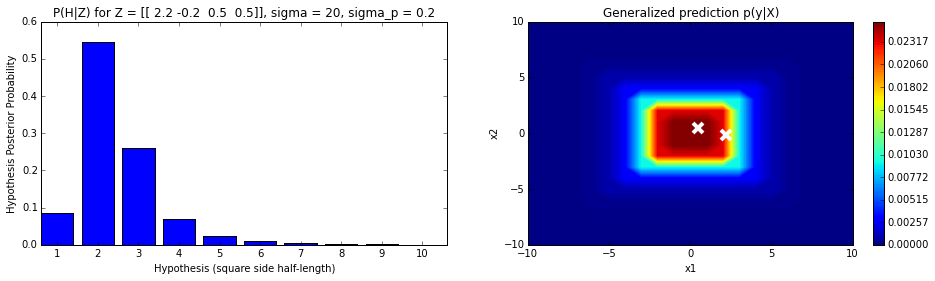 P(H|Z) for Z = [[ 2.2 -0.2  0.5  0.5]], sigma = 20, sigma_p = 0.2
Hypothesis Posterior Probability
0.6
0.5
0.4
0.3
0.2
0.1
0.0
1 2 3 4 5 6 7 8 9 10
Hypothesis (square side half-length)
Generalized prediction p(y|X)
x2
10
5
0
−5
−10
−10 −5 0 5 10
x1
0.02317
0.02060
0.01802
0.01545
0.01287
0.01030
0.00772
0.00515
0.00257
0.00000